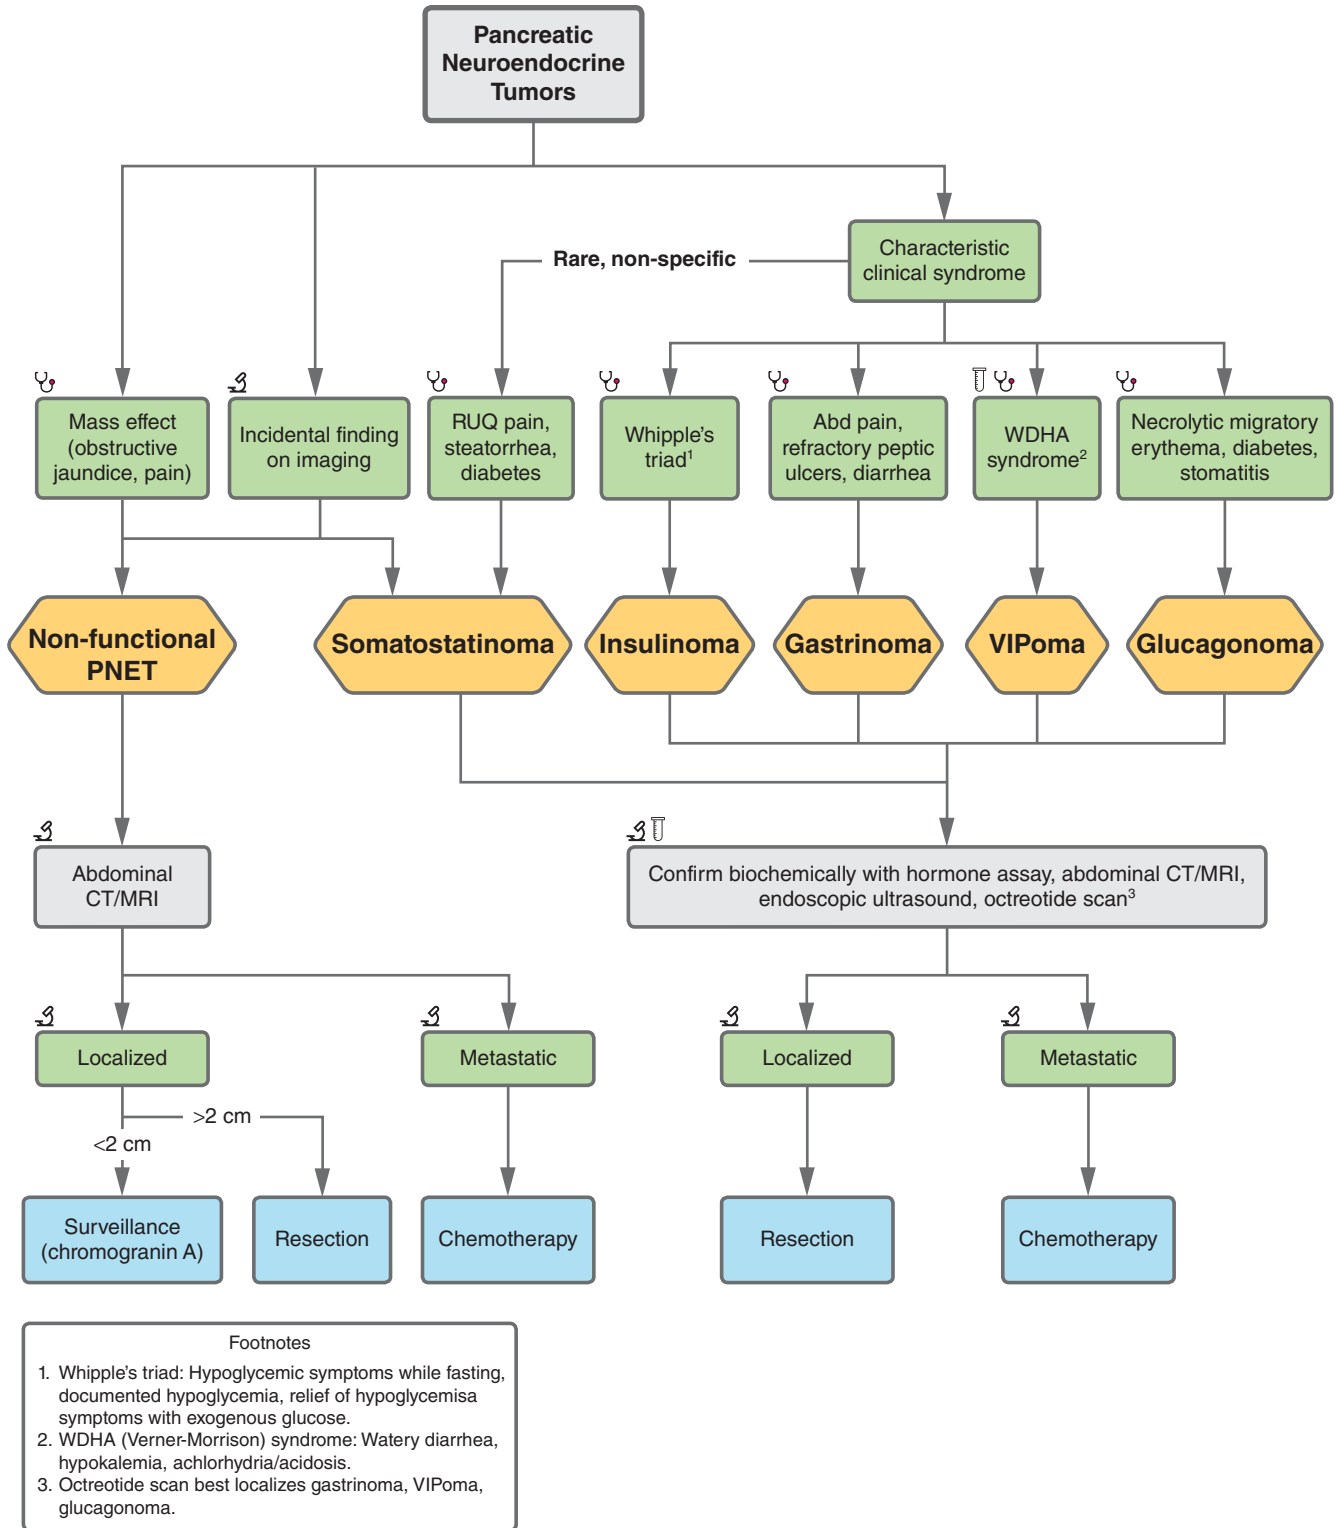 Pancreatic
Neuroendocrine
Tumors
Characteristic
clinical syndrome
Rare, non-specific
Mass effect
(obstructive
jaundice, pain)
Incidental finding
on imaging
RUQ pain,
steatorrhea,
diabetes
Whipple's
triad1
Abd pain,
refractory peptic
ulcers, diarrhea
WDHA
syndrome2
Necrolytic migratory
erythema, diabetes,
stomatitis
Non-functional
PNET
Somatostatinoma
Insulinoma
Gastrinoma
VIPoma
Glucagonoma
Abdominal
CT/MRI
Confirm biochemically with hormone assay, abdominal CT/MRI,
endoscopic ultrasound, octreotide scan3
Localized
Metastatic
Localized
Metastatic
>2 cm
<2 cm
Surveillance
(chromogranin A)
Resection
Chemotherapy
Resection
Chemotherapy
Footnotes
1. Whipple's triad: Hypoglycemic symptoms while fasting,
documented hypoglycemia, relief of hypoglycemisa
symptoms with exogenous glucose.
2. WDHA (Verner-Morrison) syndrome: Watery diarrhea,
hypokalemia, achlorhydria/acidosis.
3. Octreotide scan best localizes gastrinoma, VIPoma,
glucagonoma.